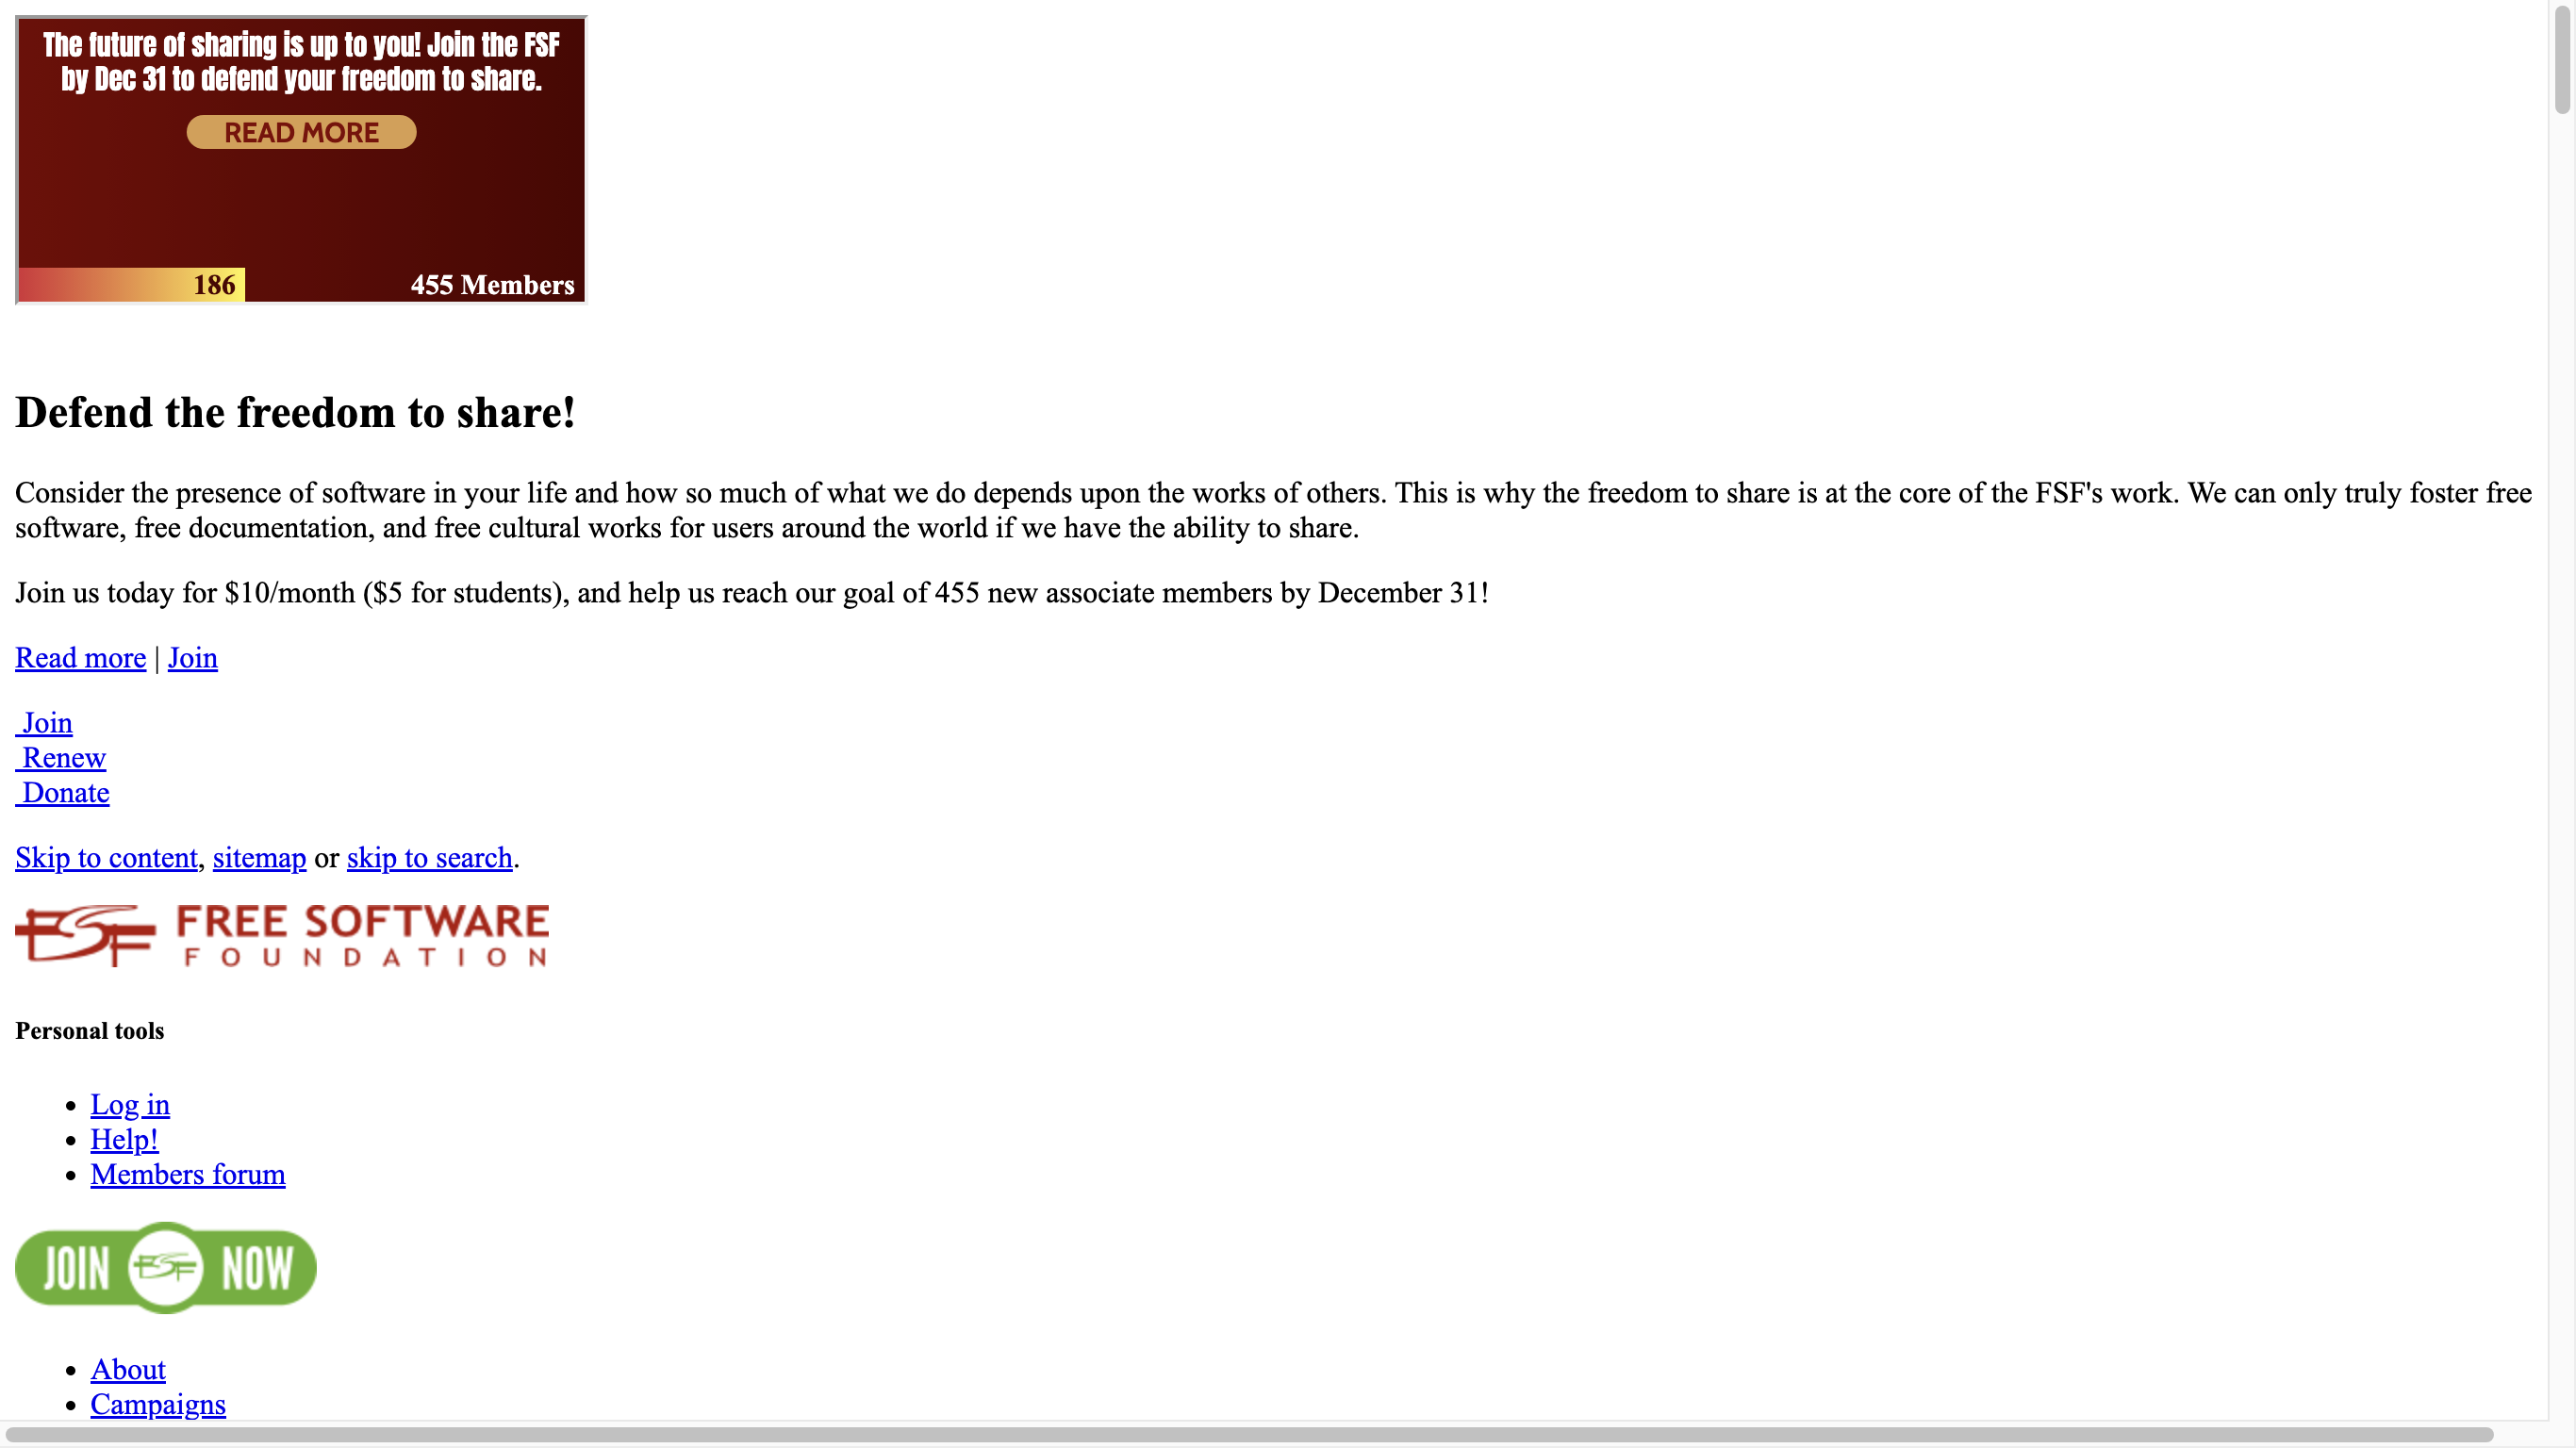 The future of sharing is up to you! Join the FSF
by Dec 31 to defend your freedom to share.
READ MORE
186 455 Members
Defend the freedom to share!
Consider the presence of software in your life and how so much of what we do depends upon the works of others. This is why the freedom to share is at the core of the FSF's work. We can only truly foster free
software, free documentation, and free cultural works for users around the world if we have the ability to share.
Join us today for $10/month ($5 for students), and help us reach our goal of 455 new associate members by December 31!
Read more | Join
Join
Renew
Donate
Skip to content, sitemap or skip to search.
FSF FREE SOFTWARE
FOUNDATION
Personal tools
Log in
Help!
Members forum
JOIN FSF NOW
About
Campaigns